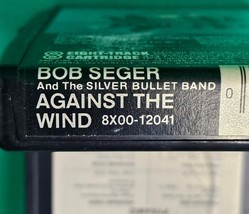 EIGHT-TRACK
CARTRIDGE
BOB SEGER
And The SILVER BULLET BAND
AGAINST THE
WIND 8X00-12041